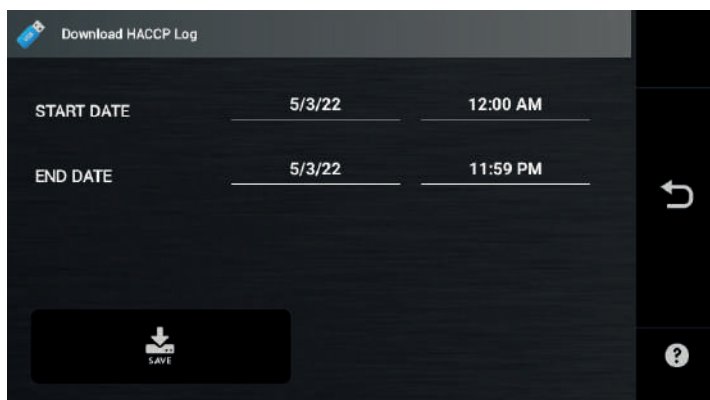 Download HACCP Log
START DATE 5/3/22 12:00 AM
END DATE 5/3/22 11:59 PM
SAVE
?